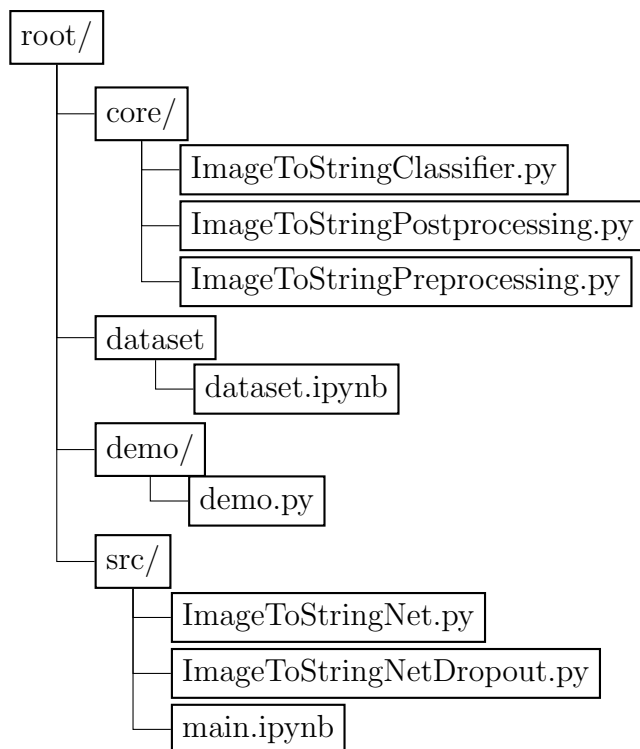 root/
core/
ImageToStringClassifier.py
ImageToStringPostprocessing.py
ImageToStringPreprocessing.py
dataset
dataset.ipynb
demo/
demo.py
src/
ImageToStringNet.py
ImageToStringNetDropout.py
main.ipynb